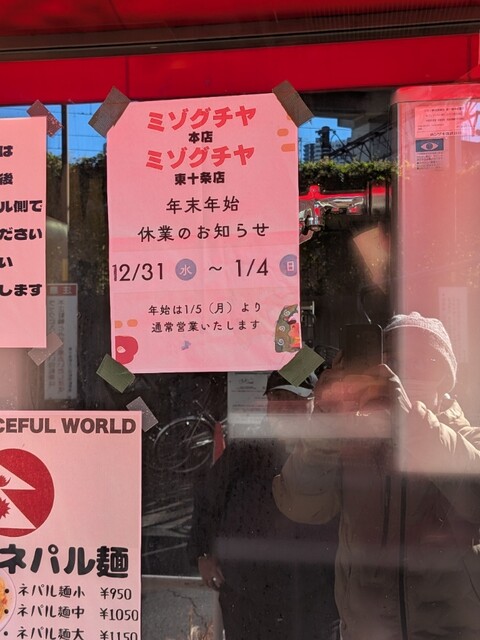 ミゾグチヤ
本店
ミゾグチヤ
東十条店
年末年始
休業のお知らせ
12/31 水 ～ 1/4 日
年始は1/5（月）より
通常営業いたします
は
後
ル側で
ださい
い
します
CEFUL WORLD
ネパル麺
・ネパル麺小 ¥950
・ネパル麺中 ¥1050
・ネパル麺大 ¥1150